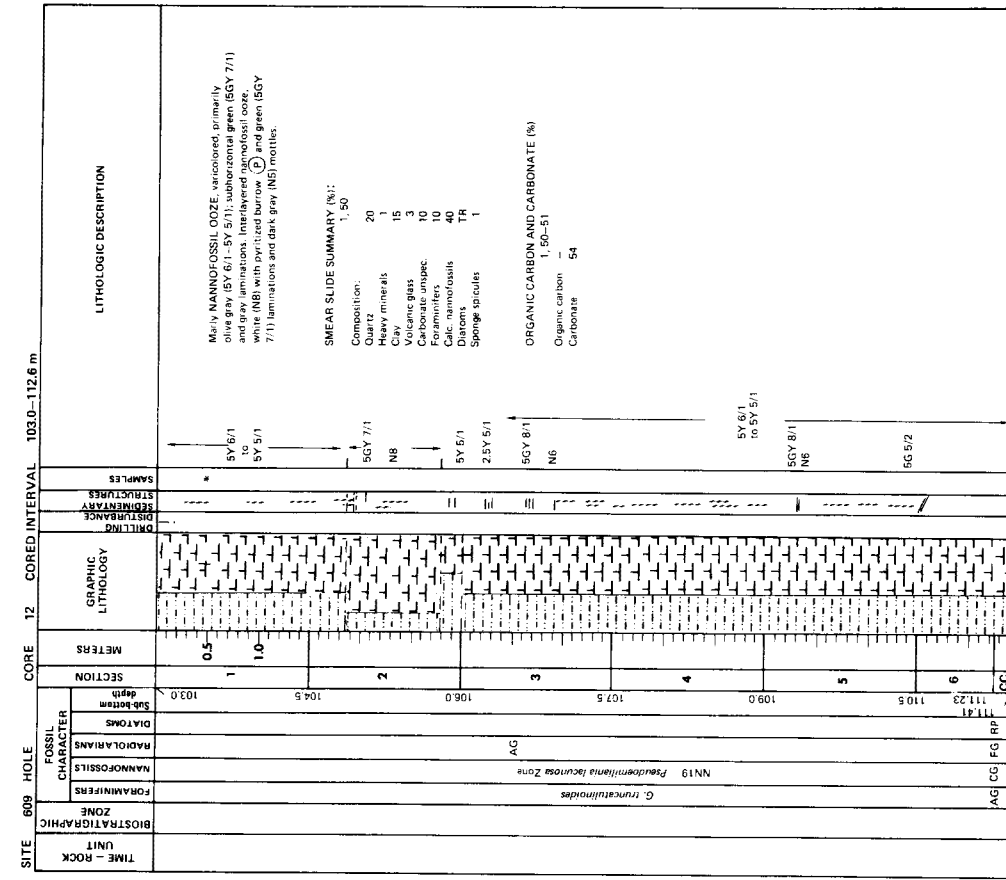 SITE 609 HOLE CORE 12 CORED INTERVAL 103.0–112.6 m
TIME – ROCK
UNIT
BIOSTRATIGRAPHIC
ZONE
FOSSIL
CHARACTER
FORAMINIFERS
NANNOFOSSILS
RADIOLARIANS
DIATOMS
Sub-bottom
depth
SECTION
METERS
GRAPHIC
LITHOLOGY
DRILLING
DISTURBANCE
SEDIMENTARY
STRUCTURES
SAMPLES
LITHOLOGIC DESCRIPTION
G. truncatulinoides
NN19 Pseudoemiliania lacunosa Zone
AG
AG
CG
FG
RP
103.0
104.5
106.0
107.5
109.0
110.5
111.23
111.41
1
2
3
4
5
6
CC
0.5
1.0
*
5Y 6/1
to
5Y 5/1
5GY 7/1
N8
5Y 5/1
2.5Y 5/1
5GY 8/1
N6
5Y 6/1
to 5Y 5/1
5GY 8/1
N6
5G 5/2
Marly NANNOFOSSIL OOZE, varicolored, primarily
olive gray (5Y 6/1–5Y 5/1); subhorizontal green (5GY 7/1)
and gray laminations. Interlayered nannofossil ooze,
white (N8) with pyritized burrow (P) and green (5GY
7/1) laminations and dark gray (N5) mottles.
SMEAR SLIDE SUMMARY (%):
1, 50
Composition:
Quartz 20
Heavy minerals 1
Clay 15
Volcanic glass 3
Carbonate unspec. 10
Foraminifers 10
Calc. nannofossils 40
Diatoms TR
Sponge spicules 1
ORGANIC CARBON AND CARBONATE (%)
1, 50–51
Organic carbon –
Carbonate 54